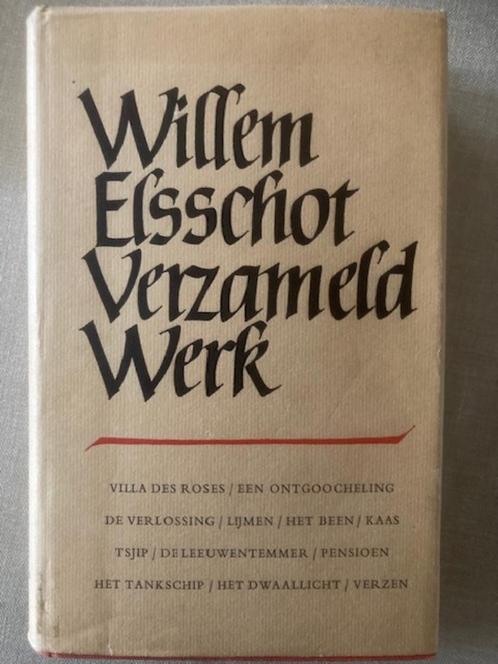 Willem
Elsschot
Verzameld
Werk
VILLA DES ROSES / EEN ONTGOOCHELING
DE VERLOSSING / LIJMEN / HET BEEN / KAAS
TSJIP / DE LEEUWENTEMMER / PENSIOEN
HET TANKSCHIP / HET DWAALLICHT / VERZEN